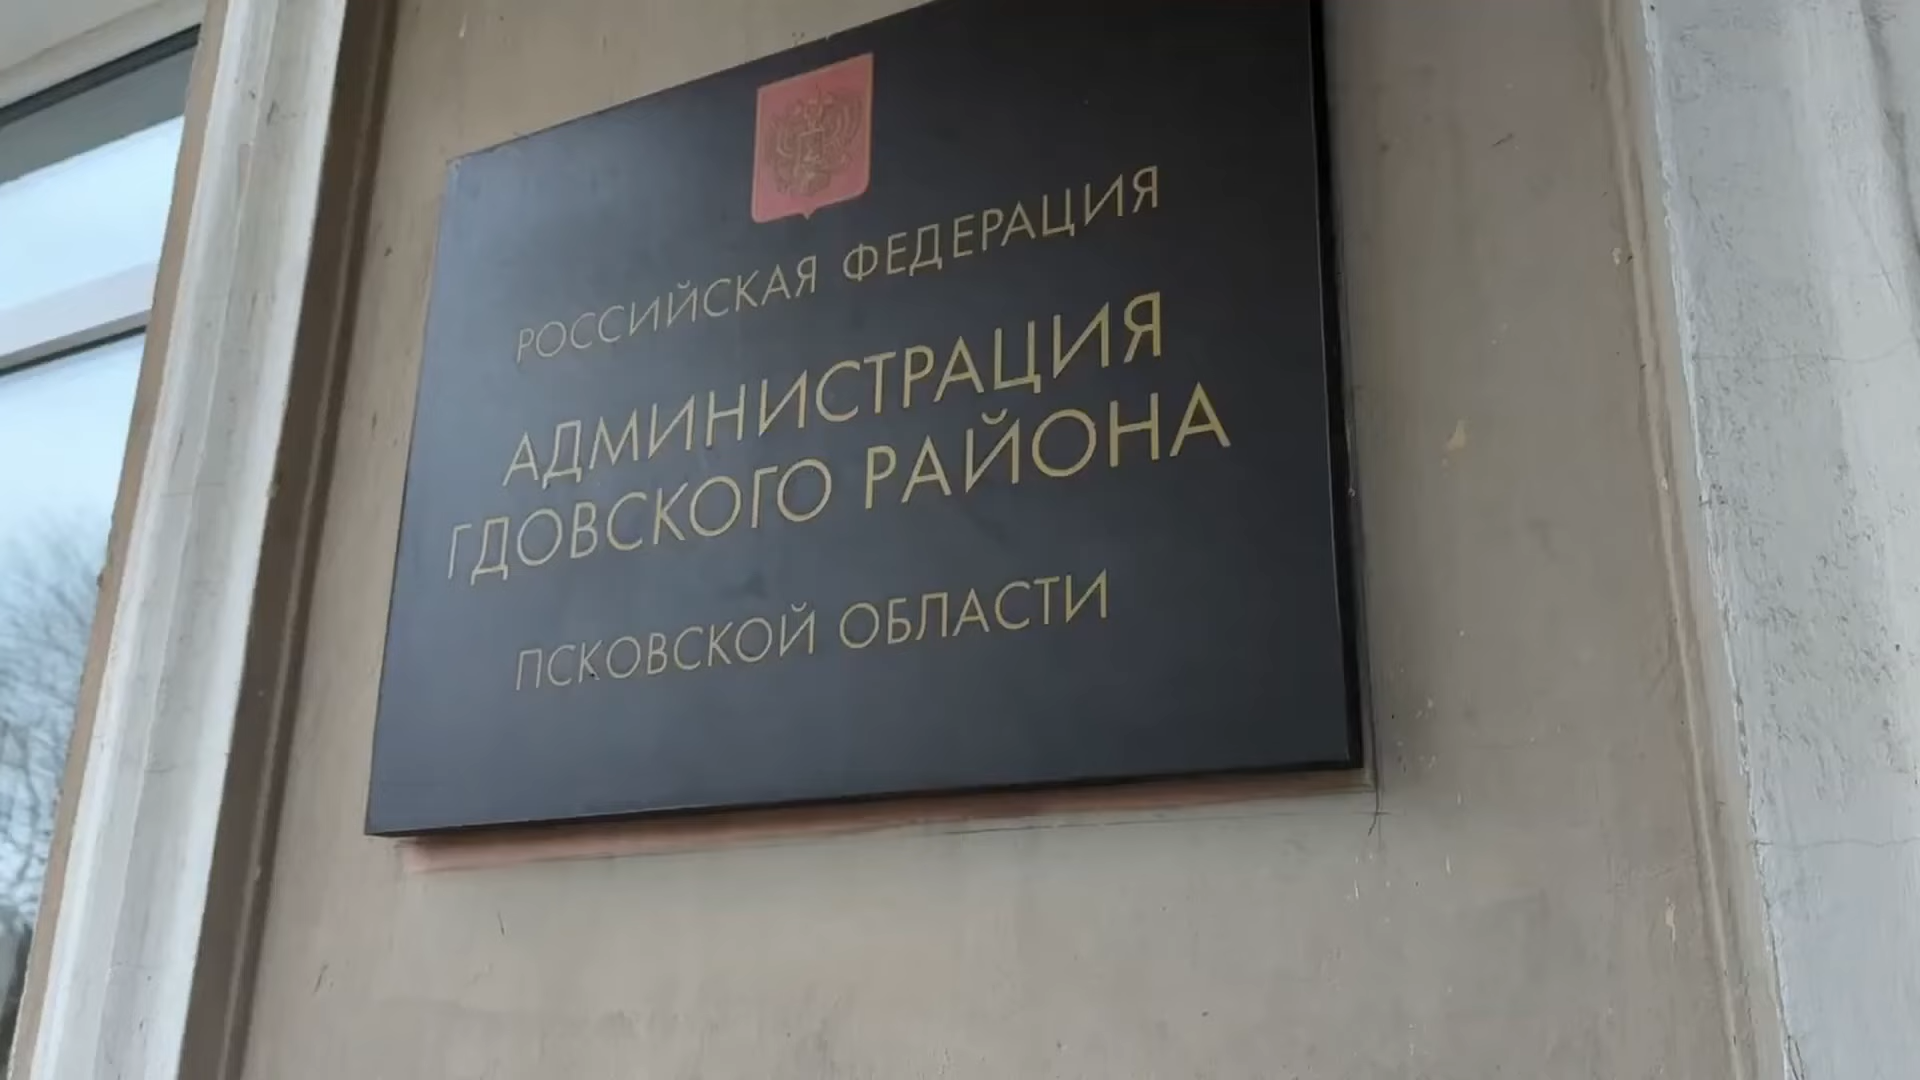 РОССИЙСКАЯ ФЕДЕРАЦИЯ
АДМИНИСТРАЦИЯ
ГДОВСКОГО РАЙОНА
ПСКОВСКОЙ ОБЛАСТИ